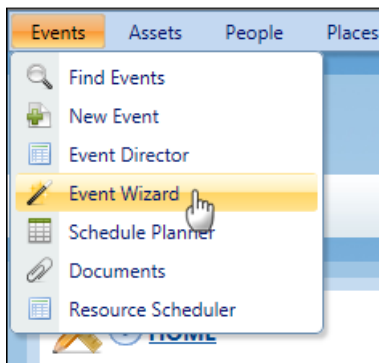 Events Assets People Places
Find Events
New Event
Event Director
Event Wizard
Schedule Planner
Documents
Resource Scheduler
HOME